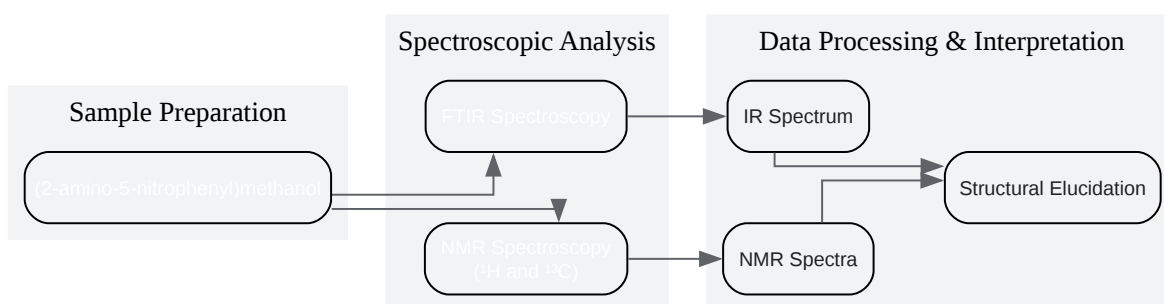 Sample Preparation
(2-amino-5-nitrophenyl)methanol
Spectroscopic Analysis
FTIR Spectroscopy
NMR Spectroscopy
(¹H and ¹³C)
Data Processing & Interpretation
IR Spectrum
NMR Spectra
Structural Elucidation